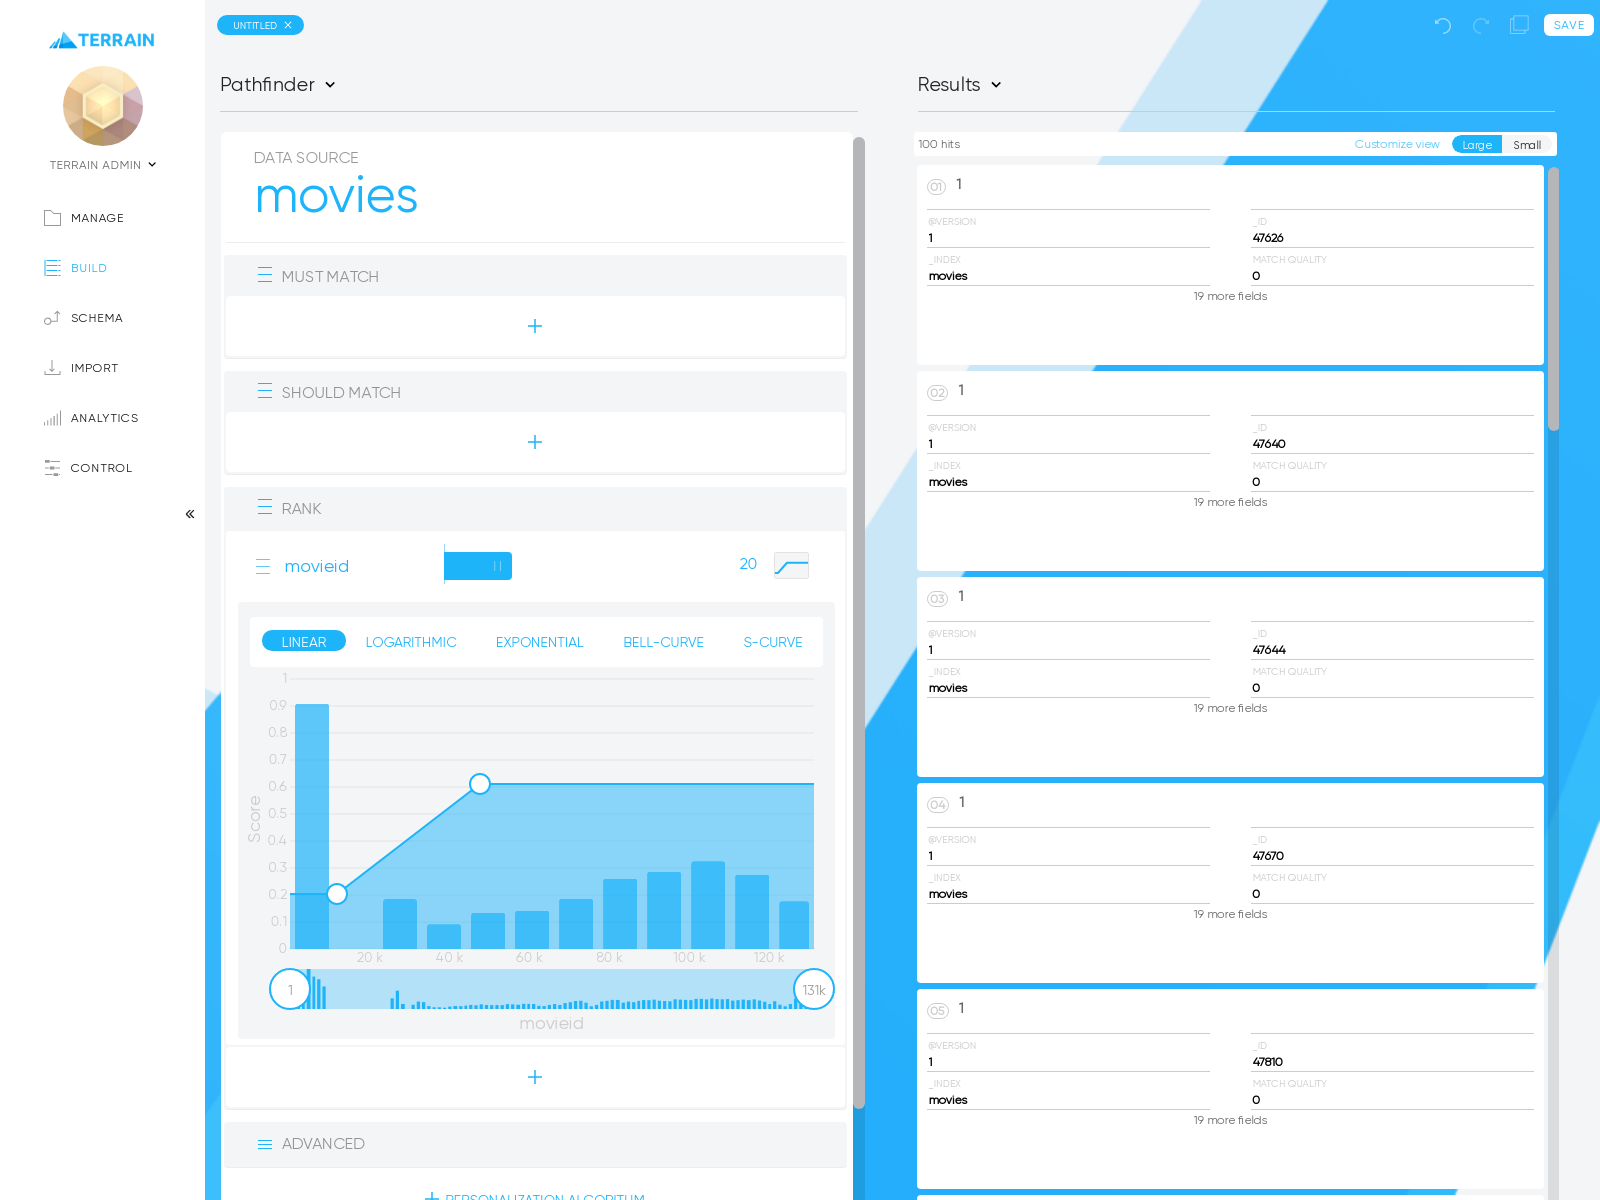 TERRAIN
TERRAIN ADMIN
MANAGE
BUILD
SCHEMA
IMPORT
ANALYTICS
CONTROL
«
UNTITLED ×
SAVE
Pathfinder
DATA SOURCE
movies
MUST MATCH
+
SHOULD MATCH
+
RANK
movieid
20
LINEAR LOGARITHMIC EXPONENTIAL BELL-CURVE S-CURVE
1
0.9
0.8
0.7
0.6
0.5
0.4
0.3
0.2
0.1
0
Score
20 k 40 k 60 k 80 k 100 k 120 k
1 131k
movieid
+
ADVANCED
+ PERSONALIZATION ALGORITHM
Results
100 hits Customize view Large Small
01 1
@VERSION _ID
1 47626
_INDEX MATCH QUALITY
movies 0
19 more fields
02 1
@VERSION _ID
1 47640
_INDEX MATCH QUALITY
movies 0
19 more fields
03 1
@VERSION _ID
1 47644
_INDEX MATCH QUALITY
movies 0
19 more fields
04 1
@VERSION _ID
1 47670
_INDEX MATCH QUALITY
movies 0
19 more fields
05 1
@VERSION _ID
1 47810
_INDEX MATCH QUALITY
movies 0
19 more fields